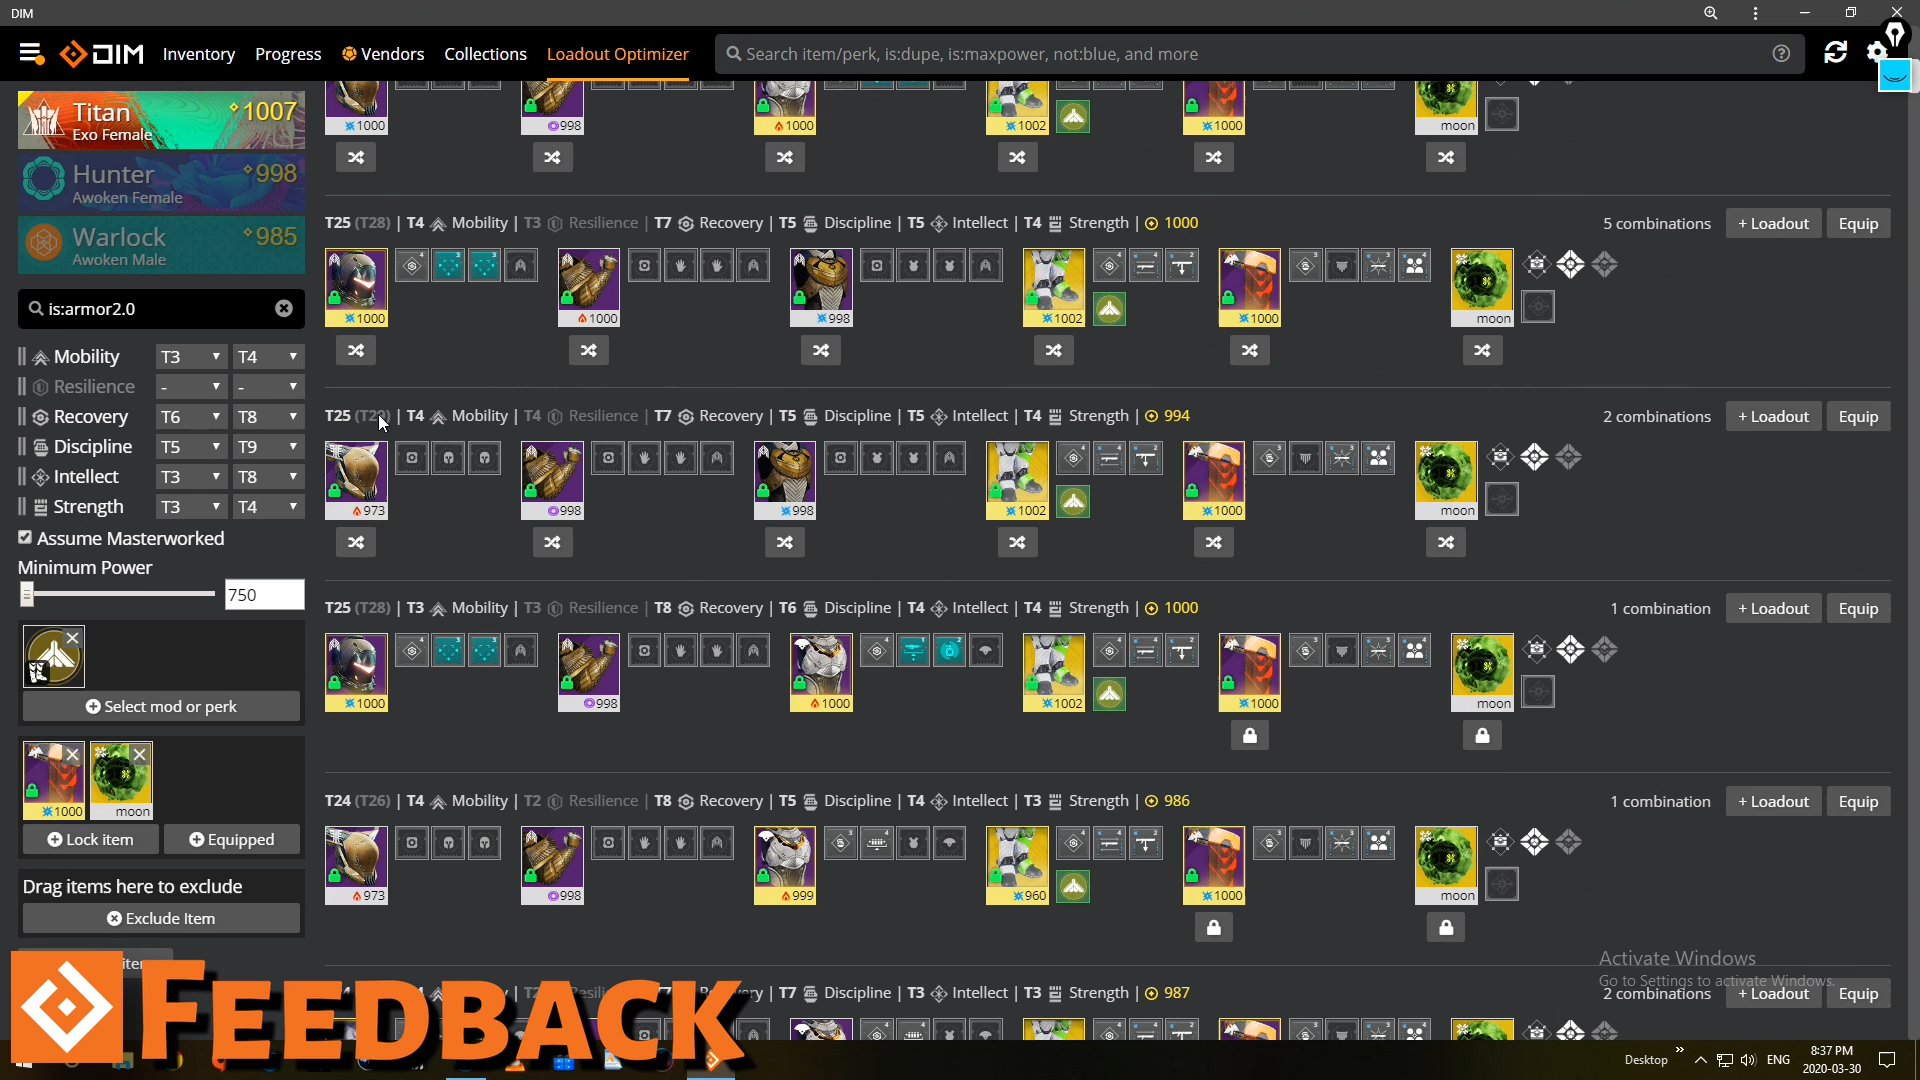 DIM
DIM Inventory Progress Vendors Collections Loadout Optimizer Search item/perk, is:dupe, is:maxpower, not:blue, and more
Titan 1007
Exo Female
Hunter 998
Awoken Female
Warlock 985
Awoken Male
is:armor2.0
Mobility T3 T4
Resilience - -
Recovery T6 T8
Discipline T5 T9
Intellect T3 T8
Strength T3 T4
Assume Masterworked
Minimum Power
750
Select mod or perk
1000 moon
Lock item Equipped
Drag items here to exclude
Exclude Item
1000 998 1000 1002 1000 moon
T25 (T28) | T4 Mobility | T3 Resilience | T7 Recovery | T5 Discipline | T5 Intellect | T4 Strength | 1000 5 combinations + Loadout Equip
1000 1000 998 1002 1000 moon
T25 (T29) | T4 Mobility | T4 Resilience | T7 Recovery | T5 Discipline | T5 Intellect | T4 Strength | 994 2 combinations + Loadout Equip
973 998 998 1002 1000 moon
T25 (T28) | T3 Mobility | T3 Resilience | T8 Recovery | T6 Discipline | T4 Intellect | T4 Strength | 1000 1 combination + Loadout Equip
1000 998 1000 1002 1000 moon
T24 (T26) | T4 Mobility | T2 Resilience | T8 Recovery | T5 Discipline | T4 Intellect | T3 Strength | 986 1 combination + Loadout Equip
973 998 999 960 1000 moon
T7 Discipline | T3 Intellect | T3 Strength | 987 2 combinations + Loadout Equip
Activate Windows
Go to Settings to activate Windows.
FEEDBACK
Desktop ENG 8:37 PM
2020-03-30